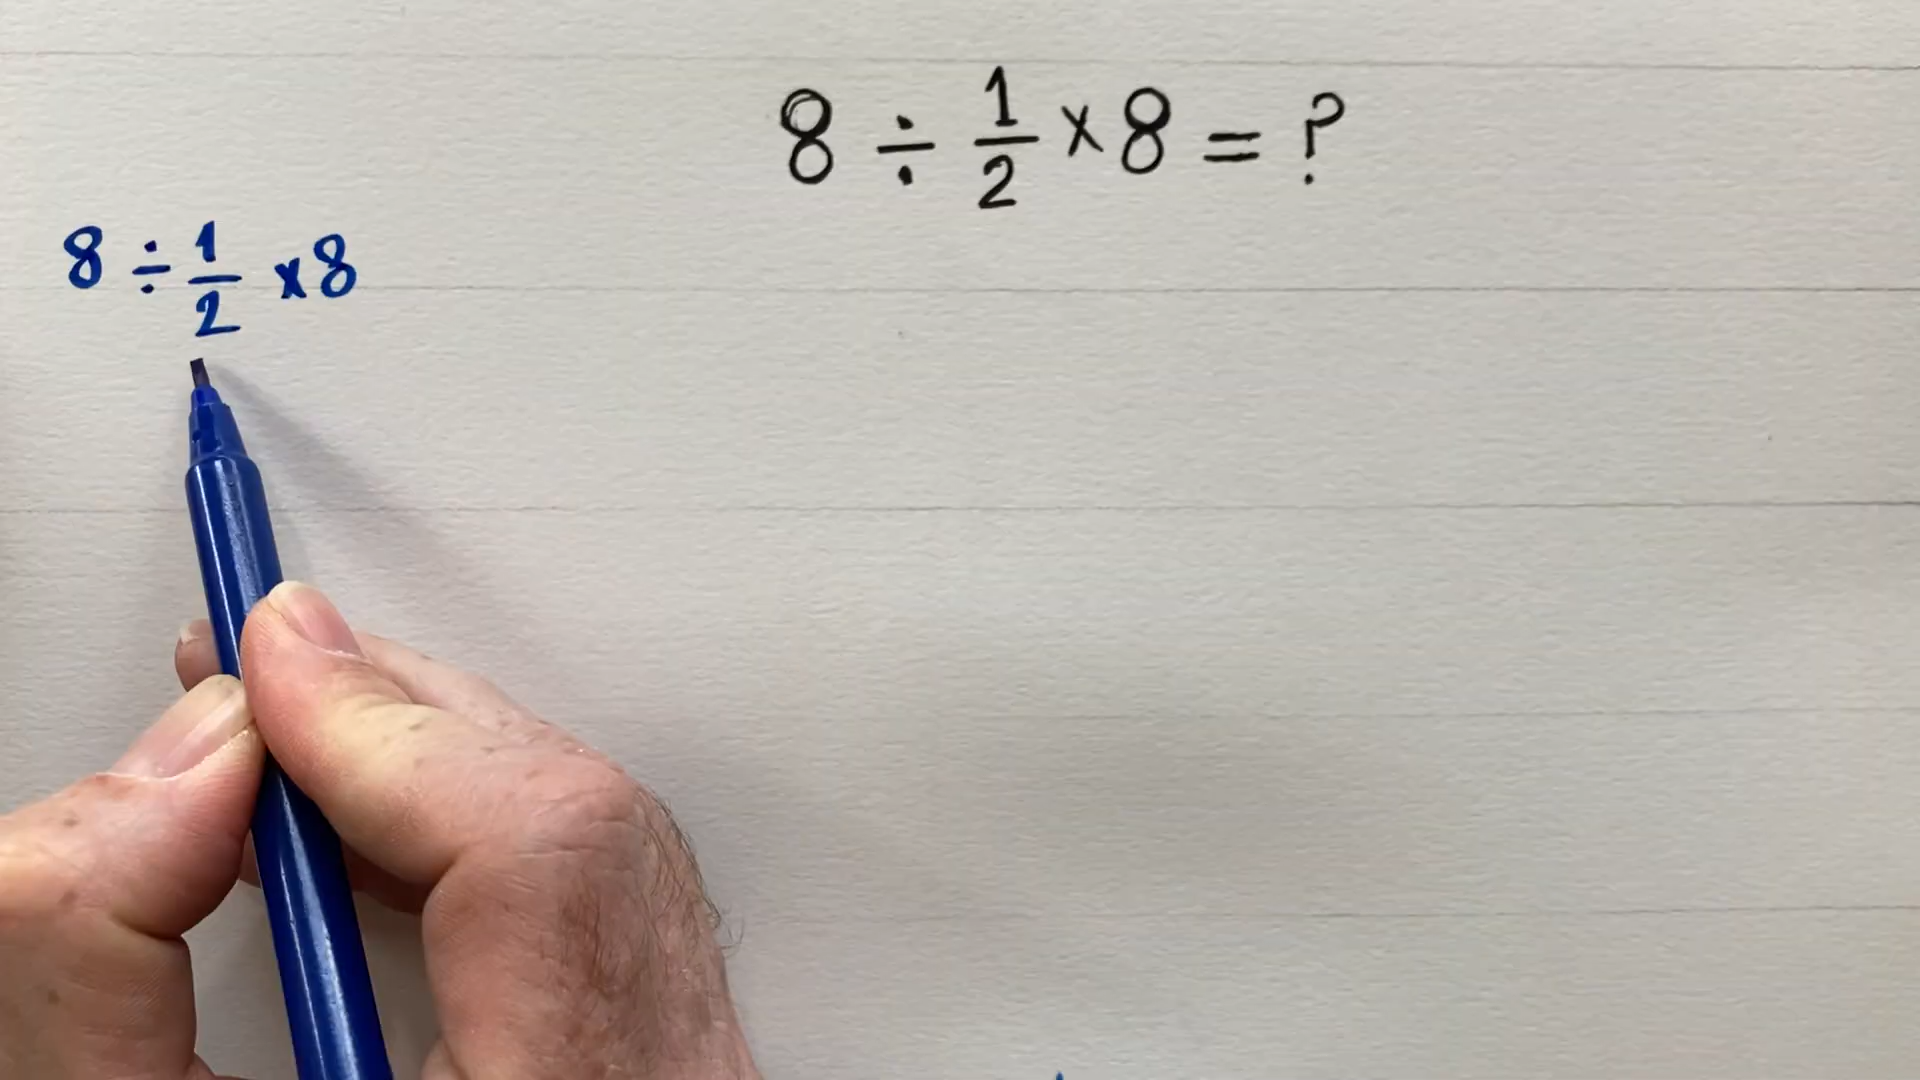 8 ÷ 1/2 × 8 = ?
8 ÷ 1/2 × 8